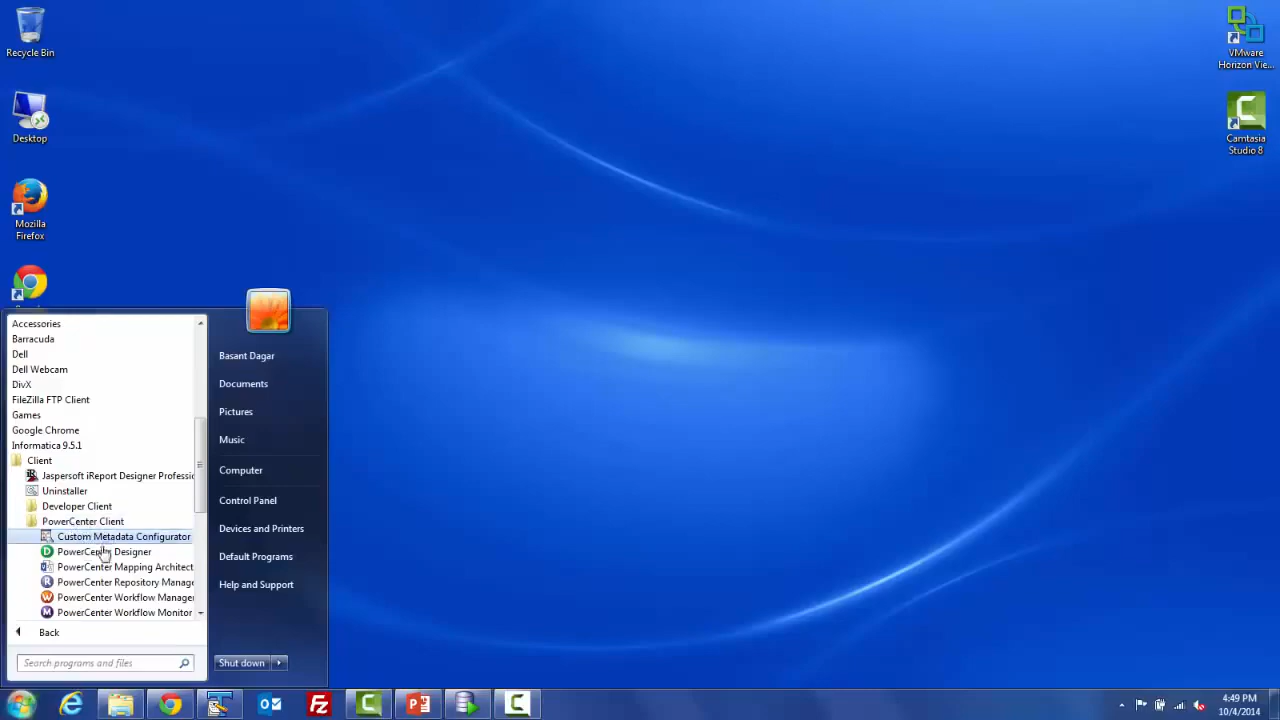 Recycle Bin
Desktop
Mozilla
Firefox
VMware
Horizon Vie...
Camtasia
Studio 8
Accessories
Barracuda
Dell
Dell Webcam
DivX
FileZilla FTP Client
Games
Google Chrome
Informatica 9.5.1
Client
Jaspersoft iReport Designer Professic
Uninstaller
Developer Client
PowerCenter Client
Custom Metadata Configurator
PowerCenter Designer
PowerCenter Mapping Architect
PowerCenter Repository Manage
PowerCenter Workflow Manager
PowerCenter Workflow Monitor
Back
Search programs and files
Basant Dagar
Documents
Pictures
Music
Computer
Control Panel
Devices and Printers
Default Programs
Help and Support
Shut down
4:49 PM
10/4/2014